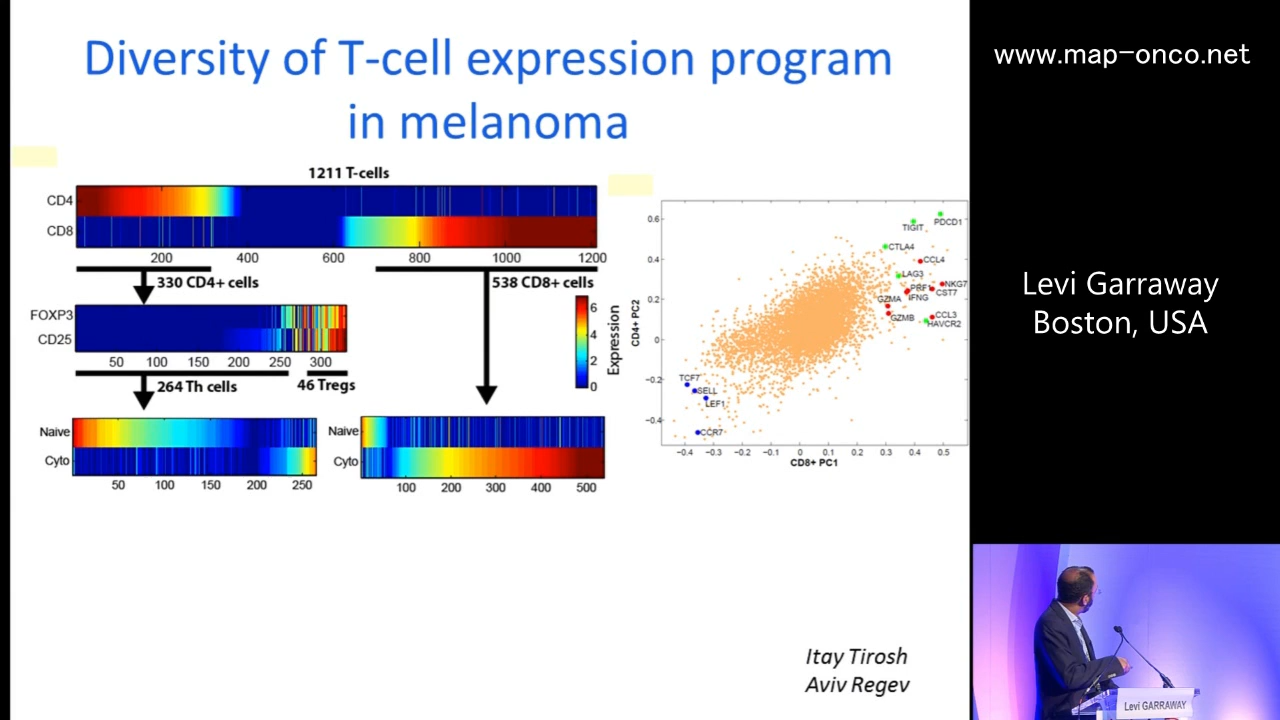 Diversity of T-cell expression program
in melanoma
1211 T-cells
CD4
CD8
200 400 600 800 1000 1200
330 CD4+ cells
538 CD8+ cells
FOXP3
CD25
50 100 150 200 250 300
6
4
2
0
Expression
264 Th cells
46 Tregs
Naive
Cyto
50 100 150 200 250
Naive
Cyto
100 200 300 400 500
CD4+ PC2
0.6
0.4
0.2
0
−0.2
−0.4
−0.4 −0.3 −0.2 −0.1 0 0.1 0.2 0.3 0.4 0.5
CD8+ PC1
PDCD1
TIGIT
CTLA4
CCL4
LAG3
NKG7
PRF1
CST7
IFNG
GZMA
GZMB
CCL3
HAVCR2
TCF7
SELL
LEF1
CCR7
Itay Tirosh
Aviv Regev
www.map-onco.net
Levi Garraway
Boston, USA
Levi GARRAWAY